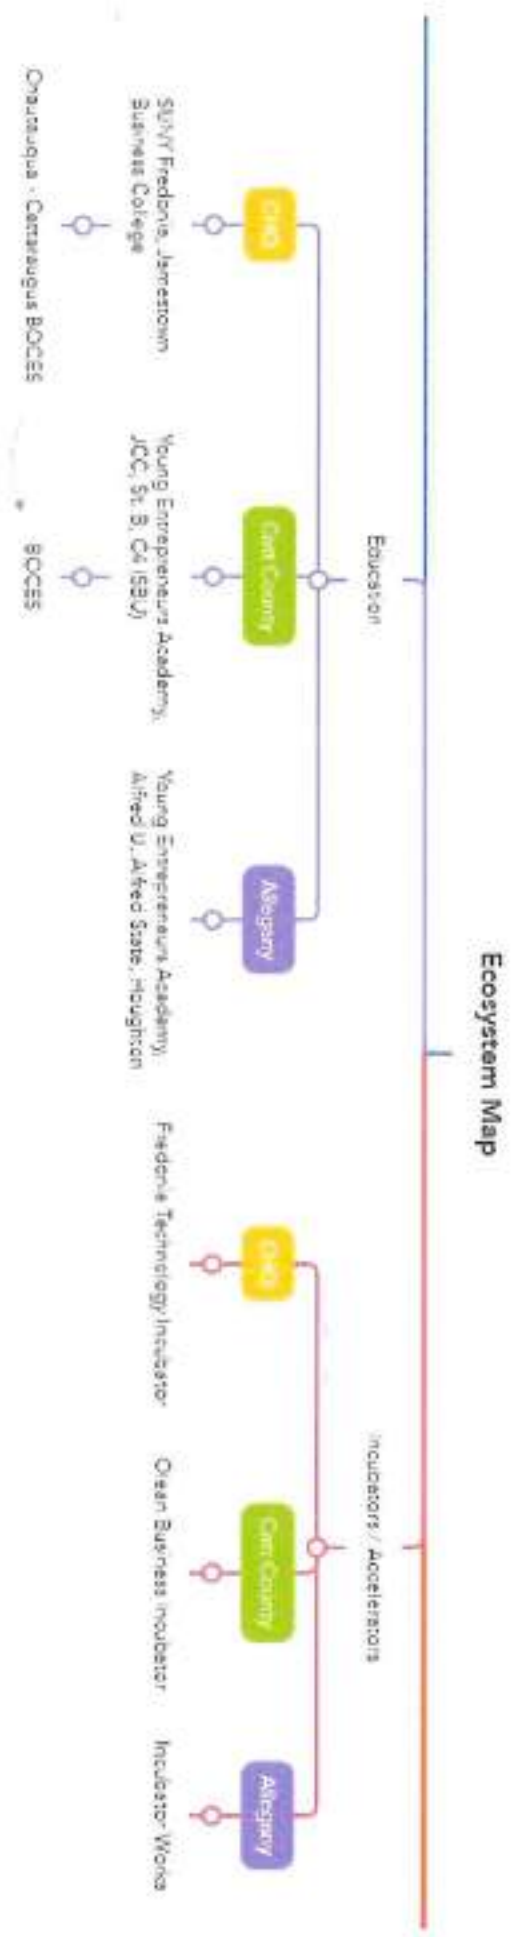 Ecosystem Map
Education
Incubators / Accelerators
CHQ
Catt County
Allegany
CHQ
Catt County
Allegany
SUNY Fredonia, Jamestown
Business College
Young Entrepreneurs Academy,
JCC, St. B, C4 (SBU)
Young Entrepreneurs Academy,
Alfred U, Alfred State, Houghton
Fredonia Technology Incubator
Olean Business Incubator
Incubator Works
Chautauqua - Cattaraugus BOCES
BOCES